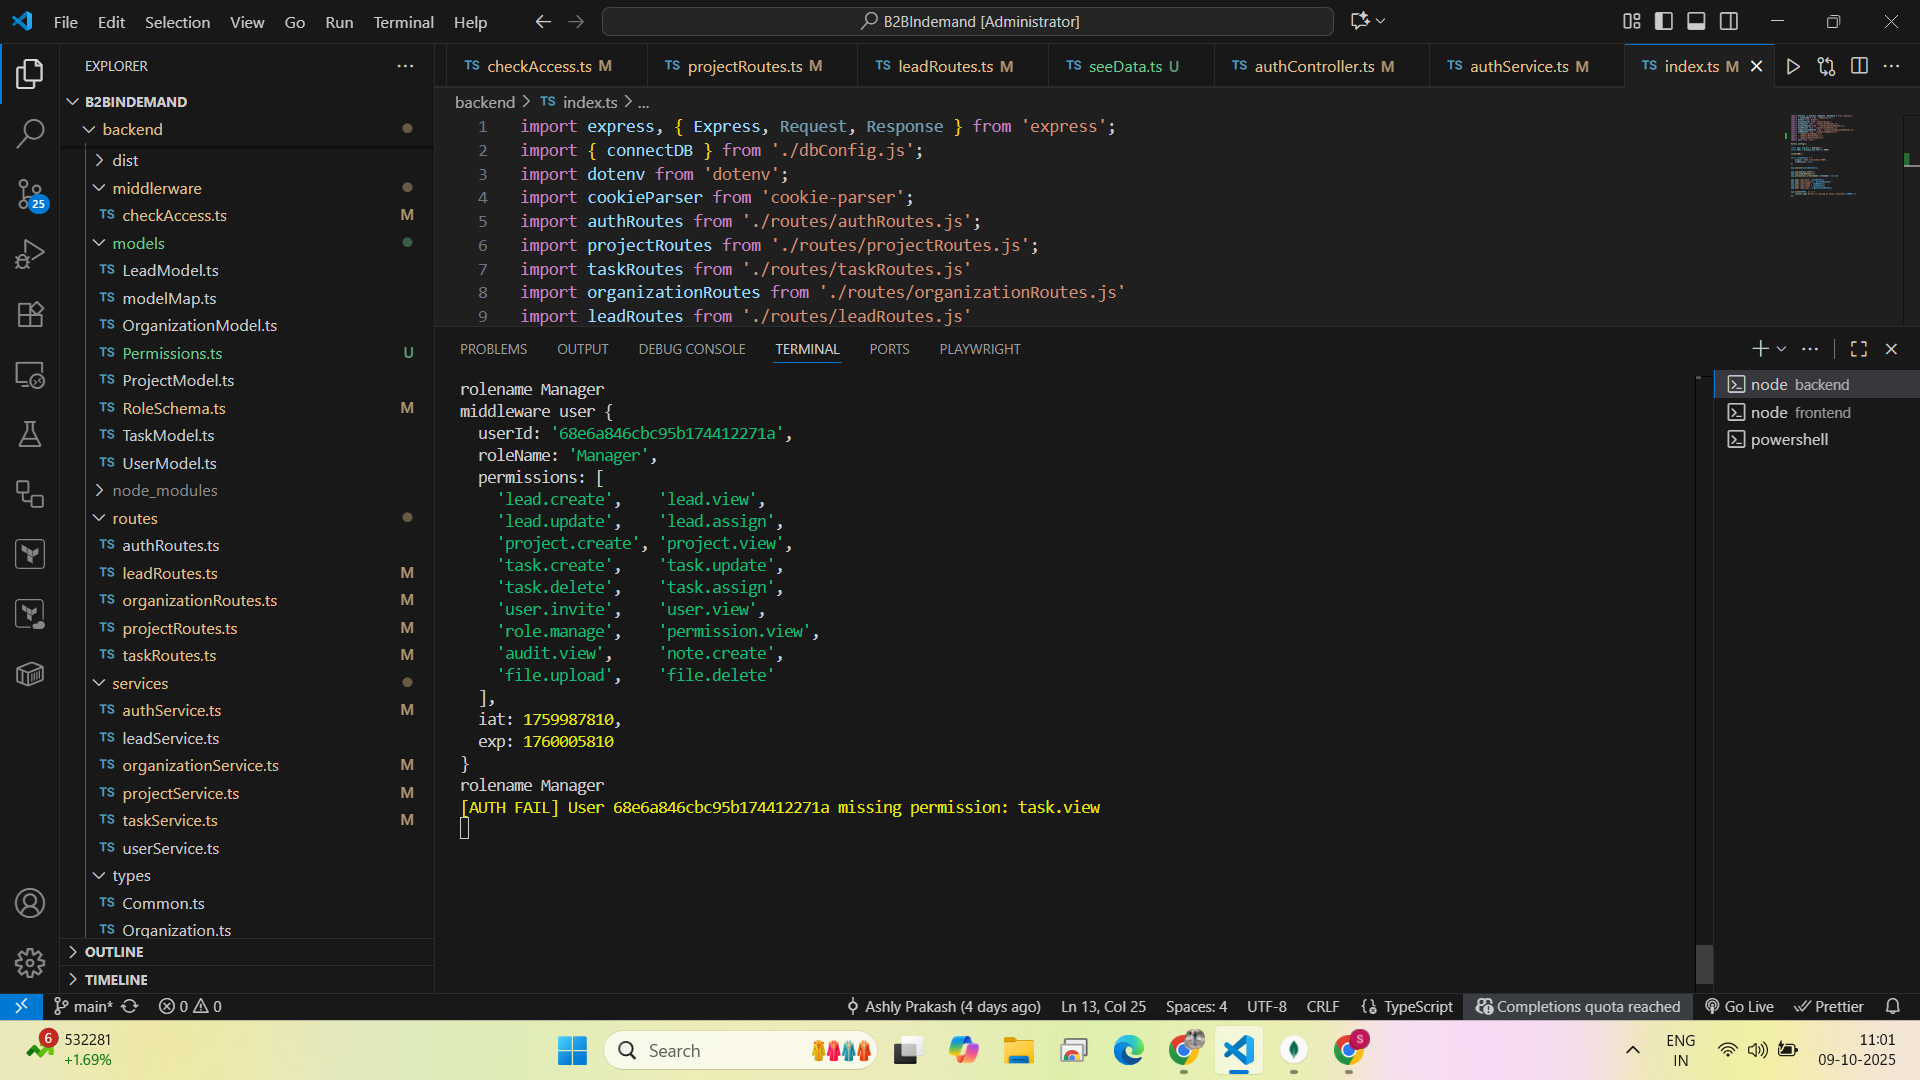 File Edit Selection View Go Run Terminal Help
B2BIndemand [Administrator]
EXPLORER
B2BINDEMAND
backend
dist
middlerware
TS checkAccess.ts M
models
TS LeadModel.ts
TS modelMap.ts
TS OrganizationModel.ts
TS Permissions.ts U
TS ProjectModel.ts
TS RoleSchema.ts M
TS TaskModel.ts
TS UserModel.ts
node_modules
routes
TS authRoutes.ts
TS leadRoutes.ts M
TS organizationRoutes.ts M
TS projectRoutes.ts M
TS taskRoutes.ts M
services
TS authService.ts M
TS leadService.ts
TS organizationService.ts M
TS projectService.ts M
TS taskService.ts M
TS userService.ts
types
TS Common.ts
TS Organization.ts
OUTLINE
TIMELINE
25
TS checkAccess.ts M TS projectRoutes.ts M TS leadRoutes.ts M TS seeData.ts U TS authController.ts M TS authService.ts M TS index.ts M
backend > TS index.ts > ...
1 import express, { Express, Request, Response } from 'express';
2 import { connectDB } from './dbConfig.js';
3 import dotenv from 'dotenv';
4 import cookieParser from 'cookie-parser';
5 import authRoutes from './routes/authRoutes.js';
6 import projectRoutes from './routes/projectRoutes.js';
7 import taskRoutes from './routes/taskRoutes.js'
8 import organizationRoutes from './routes/organizationRoutes.js'
9 import leadRoutes from './routes/leadRoutes.js'
PROBLEMS OUTPUT DEBUG CONSOLE TERMINAL PORTS PLAYWRIGHT
rolename Manager
middleware user {
userId: '68e6a846cbc95b174412271a',
roleName: 'Manager',
permissions: [
'lead.create', 'lead.view',
'lead.update', 'lead.assign',
'project.create', 'project.view',
'task.create', 'task.update',
'task.delete', 'task.assign',
'user.invite', 'user.view',
'role.manage', 'permission.view',
'audit.view', 'note.create',
'file.upload', 'file.delete'
],
iat: 1759987810,
exp: 1760005810
}
rolename Manager
[AUTH FAIL] User 68e6a846cbc95b174412271a missing permission: task.view
node backend
node frontend
powershell
main* 0 0 Ashly Prakash (4 days ago) Ln 13, Col 25 Spaces: 4 UTF-8 CRLF {} TypeScript Completions quota reached Go Live Prettier
6 532281
+1.69%
Search
S
ENG
IN
11:01
09-10-2025